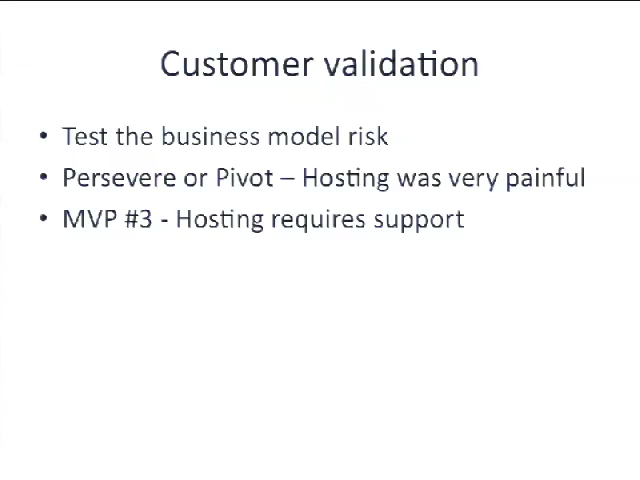 Customer validation
• Test the business model risk
• Persevere or Pivot – Hosting was very painful
• MVP #3 - Hosting requires support